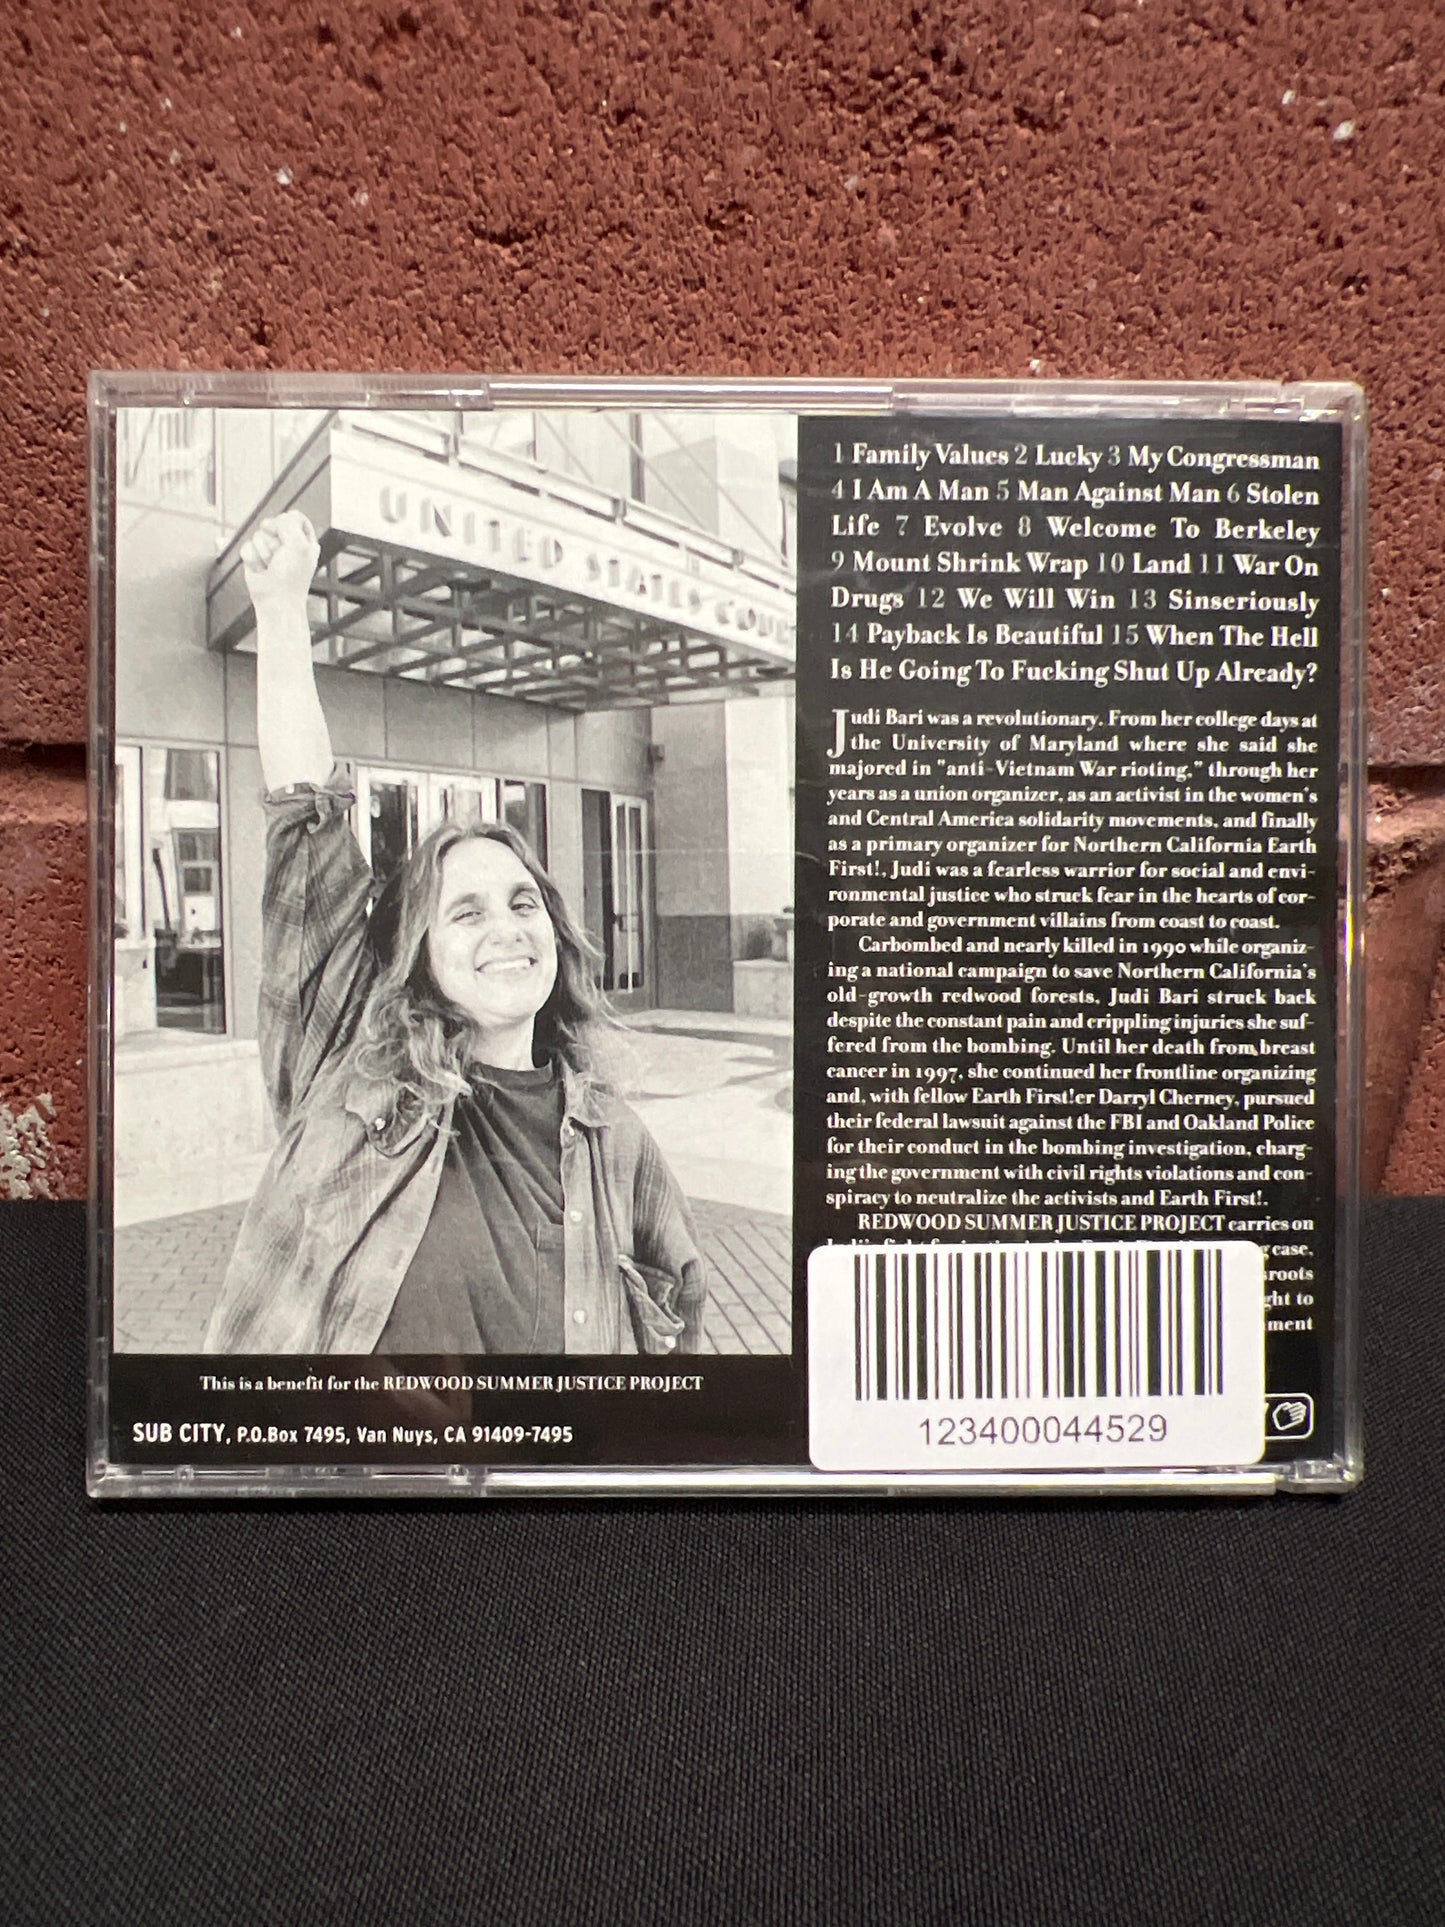 UNITED STATES COU
1 Family Values 2 Lucky 3 My Congressman
4 I Am A Man 5 Man Against Man 6 Stolen
Life 7 Evolve 8 Welcome To Berkeley
9 Mount Shrink Wrap 10 Land 11 War On
Drugs 12 We Will Win 13 Sinseriously
14 Payback Is Beautiful 15 When The Hell
Is He Going To Fucking Shut Up Already?
Judi Bari was a revolutionary. From her college days at
the University of Maryland where she said she
majored in "anti-Vietnam War rioting," through her
years as a union organizer, as an activist in the women's
and Central America solidarity movements, and finally
as a primary organizer for Northern California Earth
First!, Judi was a fearless warrior for social and envi-
ronmental justice who struck fear in the hearts of cor-
porate and government villains from coast to coast.
Carbombed and nearly killed in 1990 while organiz-
ing a national campaign to save Northern California's
old-growth redwood forests, Judi Bari struck back
despite the constant pain and crippling injuries she suf-
fered from the bombing. Until her death from breast
cancer in 1997, she continued her frontline organizing
and, with fellow Earth First!er Darryl Cherney, pursued
their federal lawsuit against the FBI and Oakland Police
for their conduct in the bombing investigation, charg-
ing the government with civil rights violations and con-
spiracy to neutralize the activists and Earth First!.
REDWOOD SUMMER JUSTICE PROJECT carries on
case,
This is a benefit for the REDWOOD SUMMER JUSTICE PROJECT
SUB CITY, P.O.Box 7495, Van Nuys, CA 91409-7495
123400044529